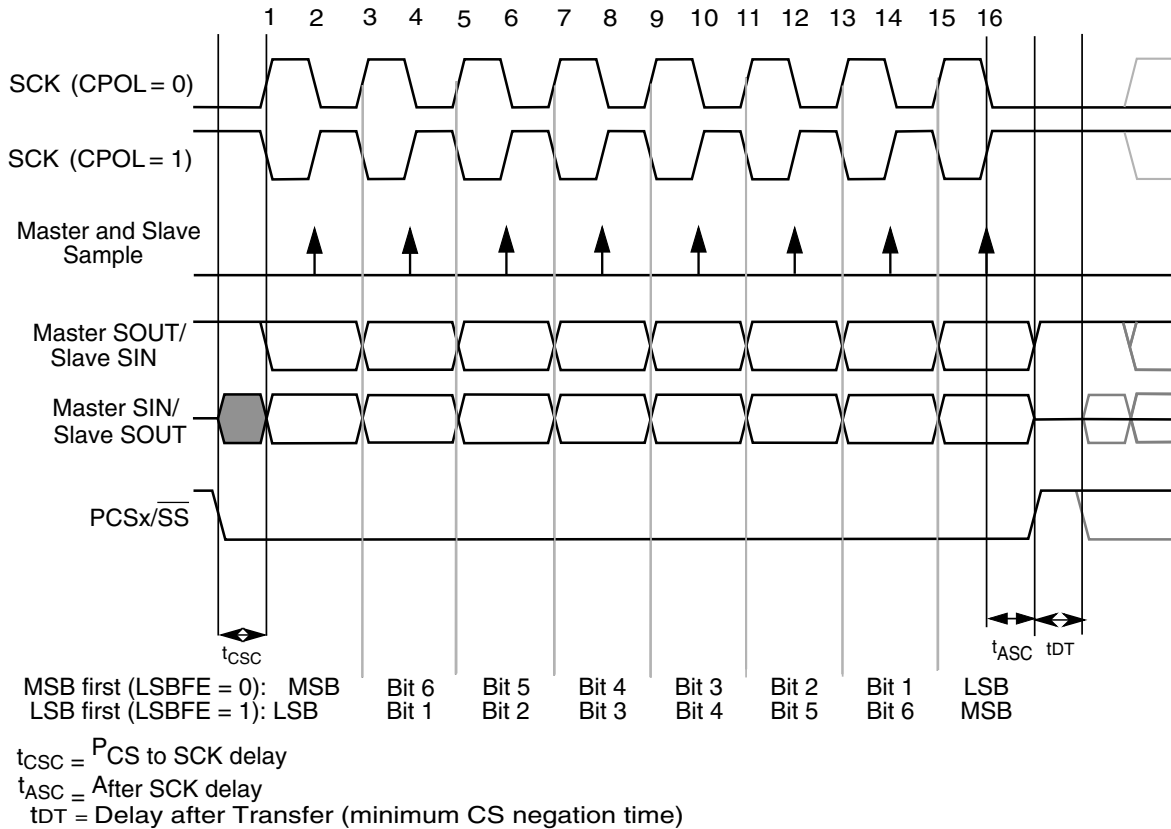 1 2 3 4 5 6 7 8 9 10 11 12 13 14 15 16
SCK (CPOL = 0)
SCK (CPOL = 1)
Master and Slave
Sample
Master SOUT/
Slave SIN
Master SIN/
Slave SOUT
PCSx/SS
tCSC
tASC tDT
MSB first (LSBFE = 0): MSB Bit 6 Bit 5 Bit 4 Bit 3 Bit 2 Bit 1 LSB
LSB first (LSBFE = 1): LSB Bit 1 Bit 2 Bit 3 Bit 4 Bit 5 Bit 6 MSB
tCSC = PCS to SCK delay
tASC = After SCK delay
tDT = Delay after Transfer (minimum CS negation time)